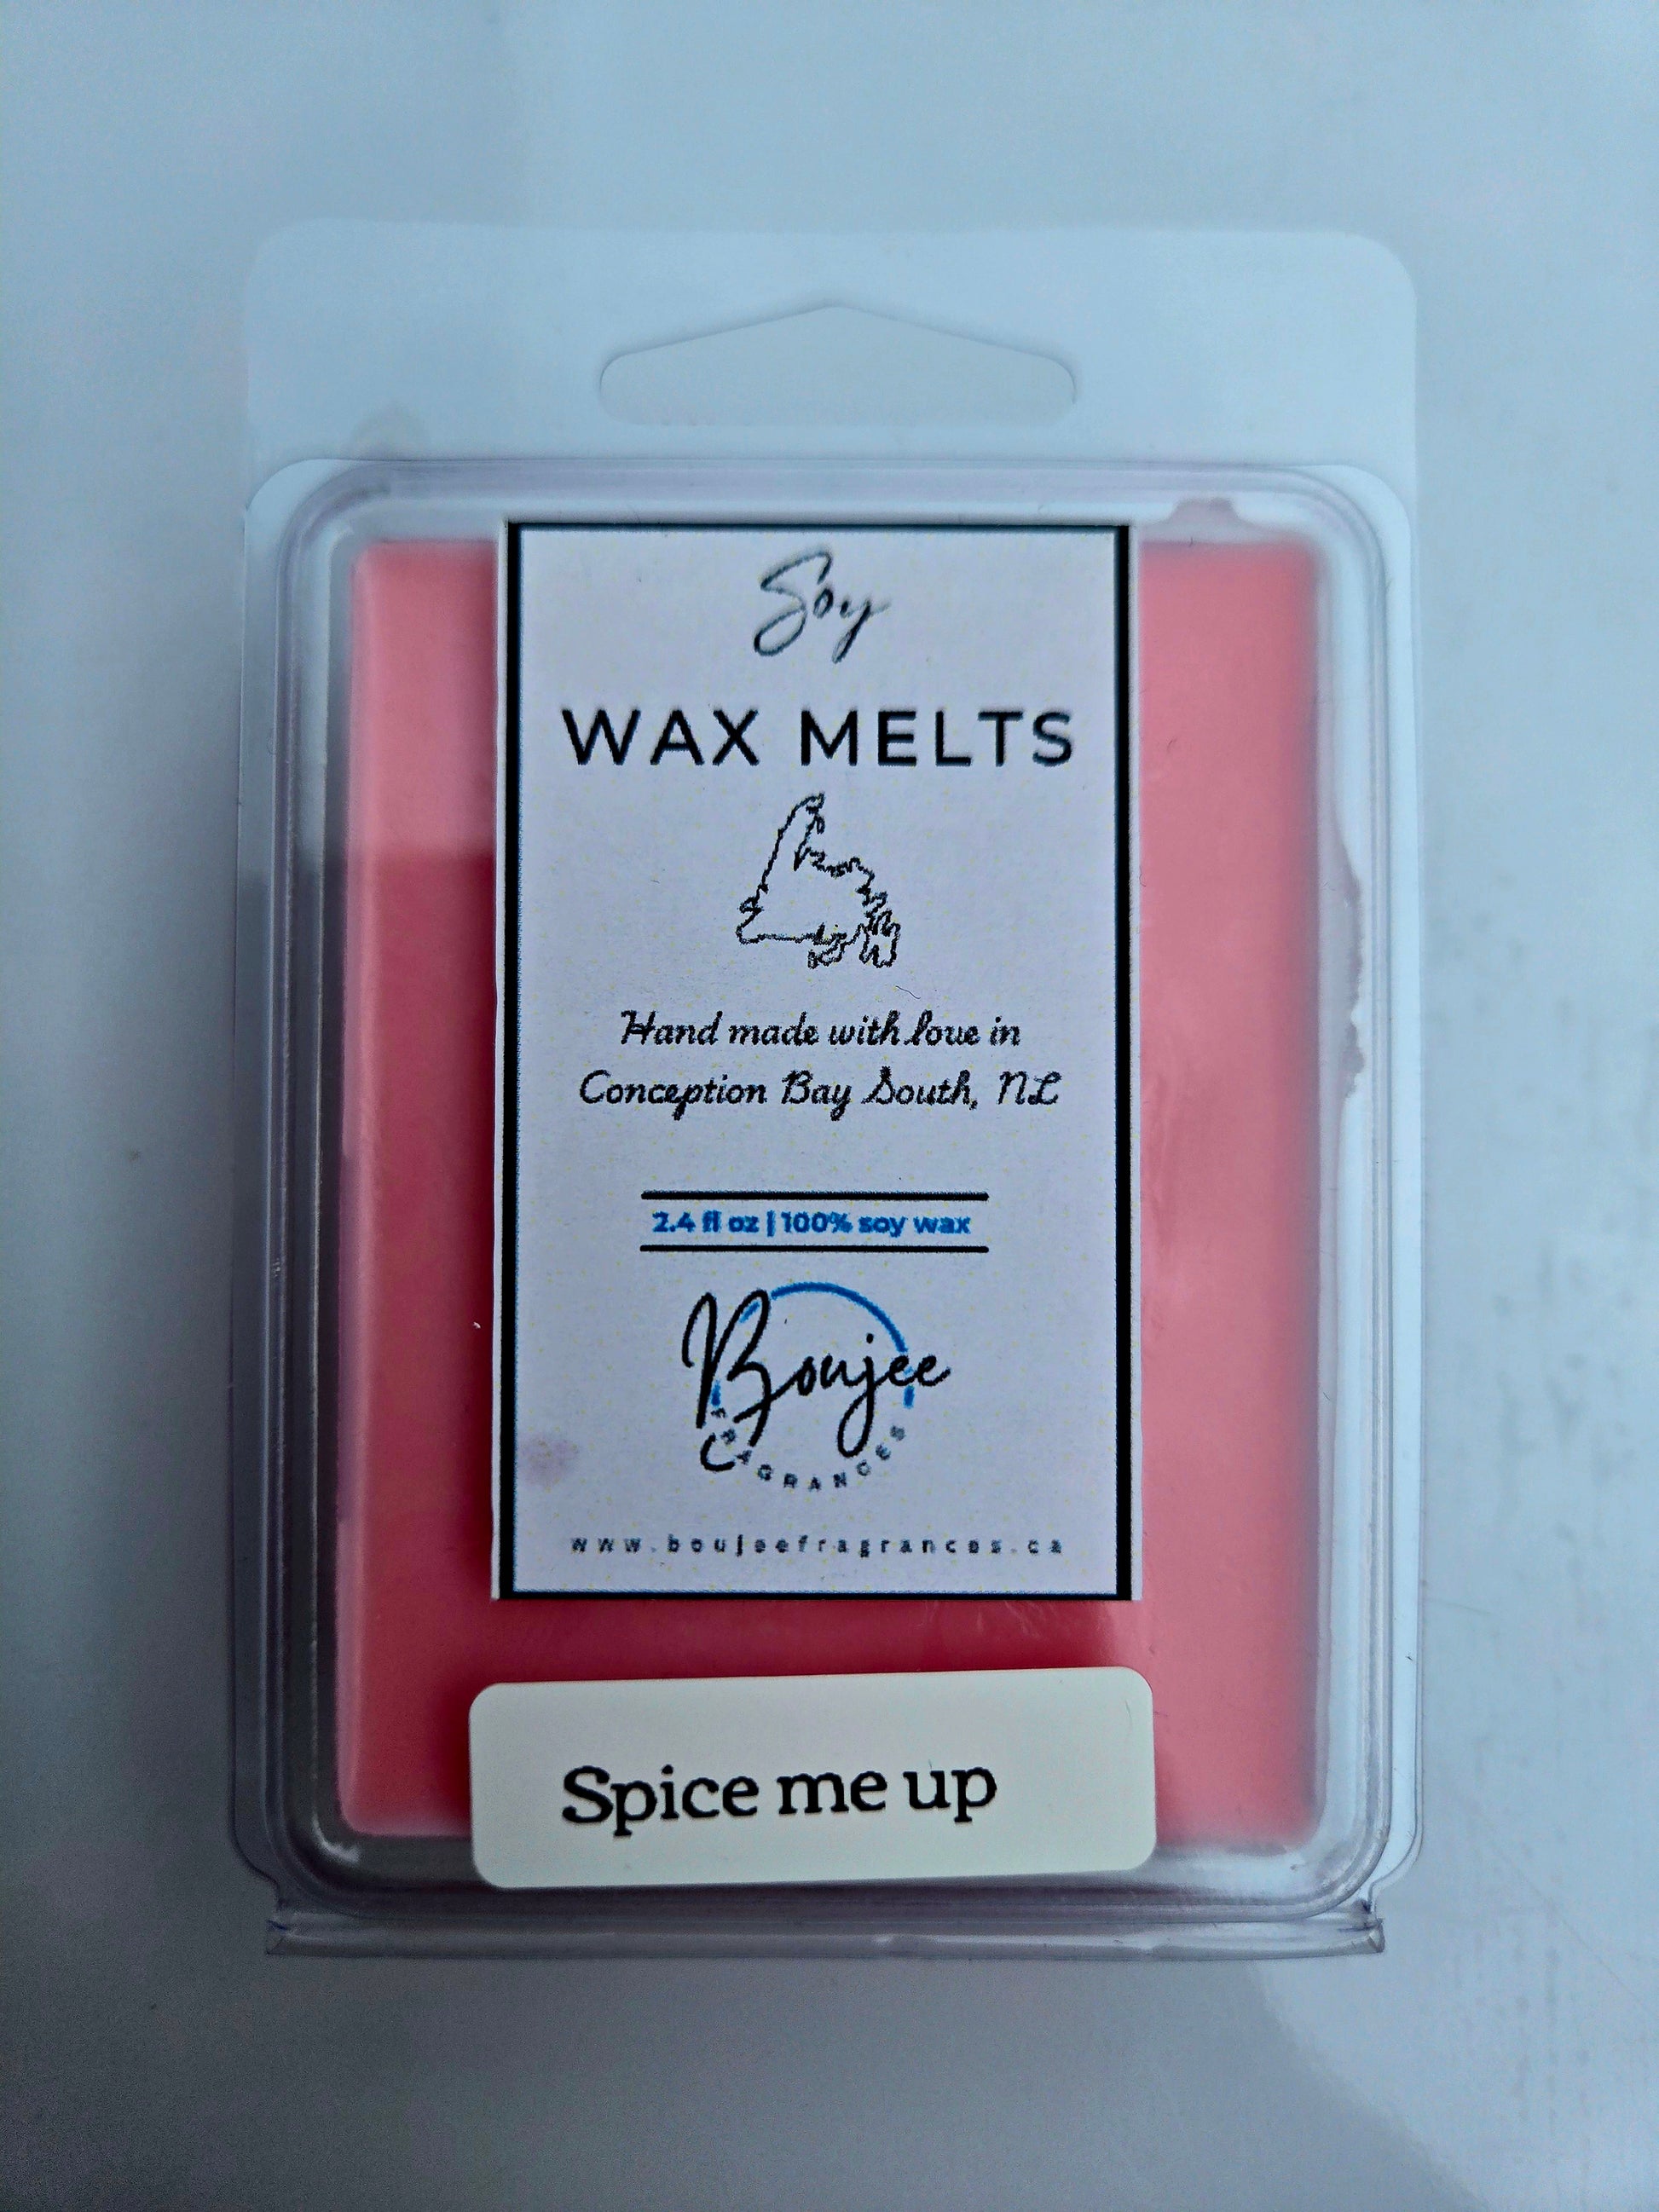 Soy
WAX MELTS
Hand made with love in
Conception Bay South, NL
2.4 fl oz | 100% soy wax
Boujee
FRAGRANCES
www.boujeefragrances.ca
Spice me up